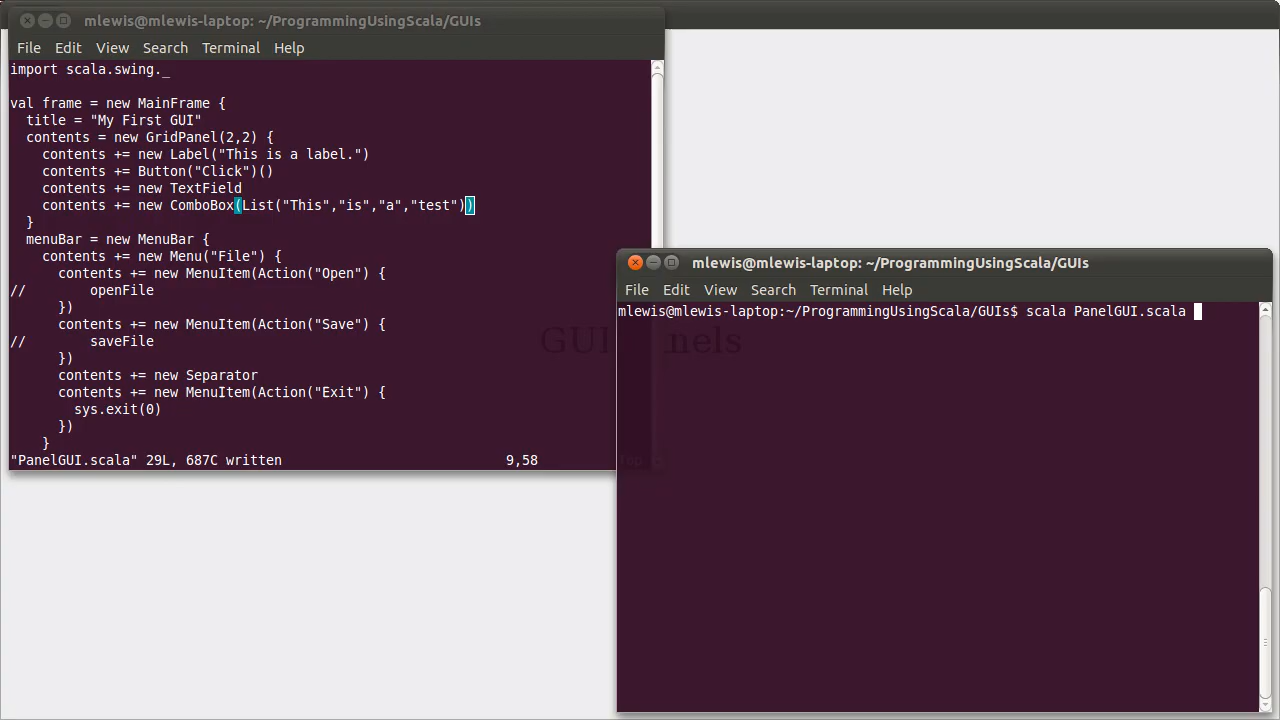 mlewis@mlewis-laptop: ~/ProgrammingUsingScala/GUIs
File Edit View Search Terminal Help
import scala.swing._
val frame = new MainFrame {
  title = "My First GUI"
  contents = new GridPanel(2,2) {
    contents += new Label("This is a label.")
    contents += Button("Click")()
    contents += new TextField
    contents += new ComboBox(List("This","is","a","test"))
  }
  menuBar = new MenuBar {
    contents += new Menu("File") {
      contents += new MenuItem(Action("Open") {
//        openFile
      })
      contents += new MenuItem(Action("Save") {
//        saveFile
      })
      contents += new Separator
      contents += new MenuItem(Action("Exit") {
        sys.exit(0)
      })
    }
"PanelGUI.scala" 29L, 687C written 9,58 Top
mlewis@mlewis-laptop: ~/ProgrammingUsingScala/GUIs
File Edit View Search Terminal Help
mlewis@mlewis-laptop:~/ProgrammingUsingScala/GUIs$ scala PanelGUI.scala